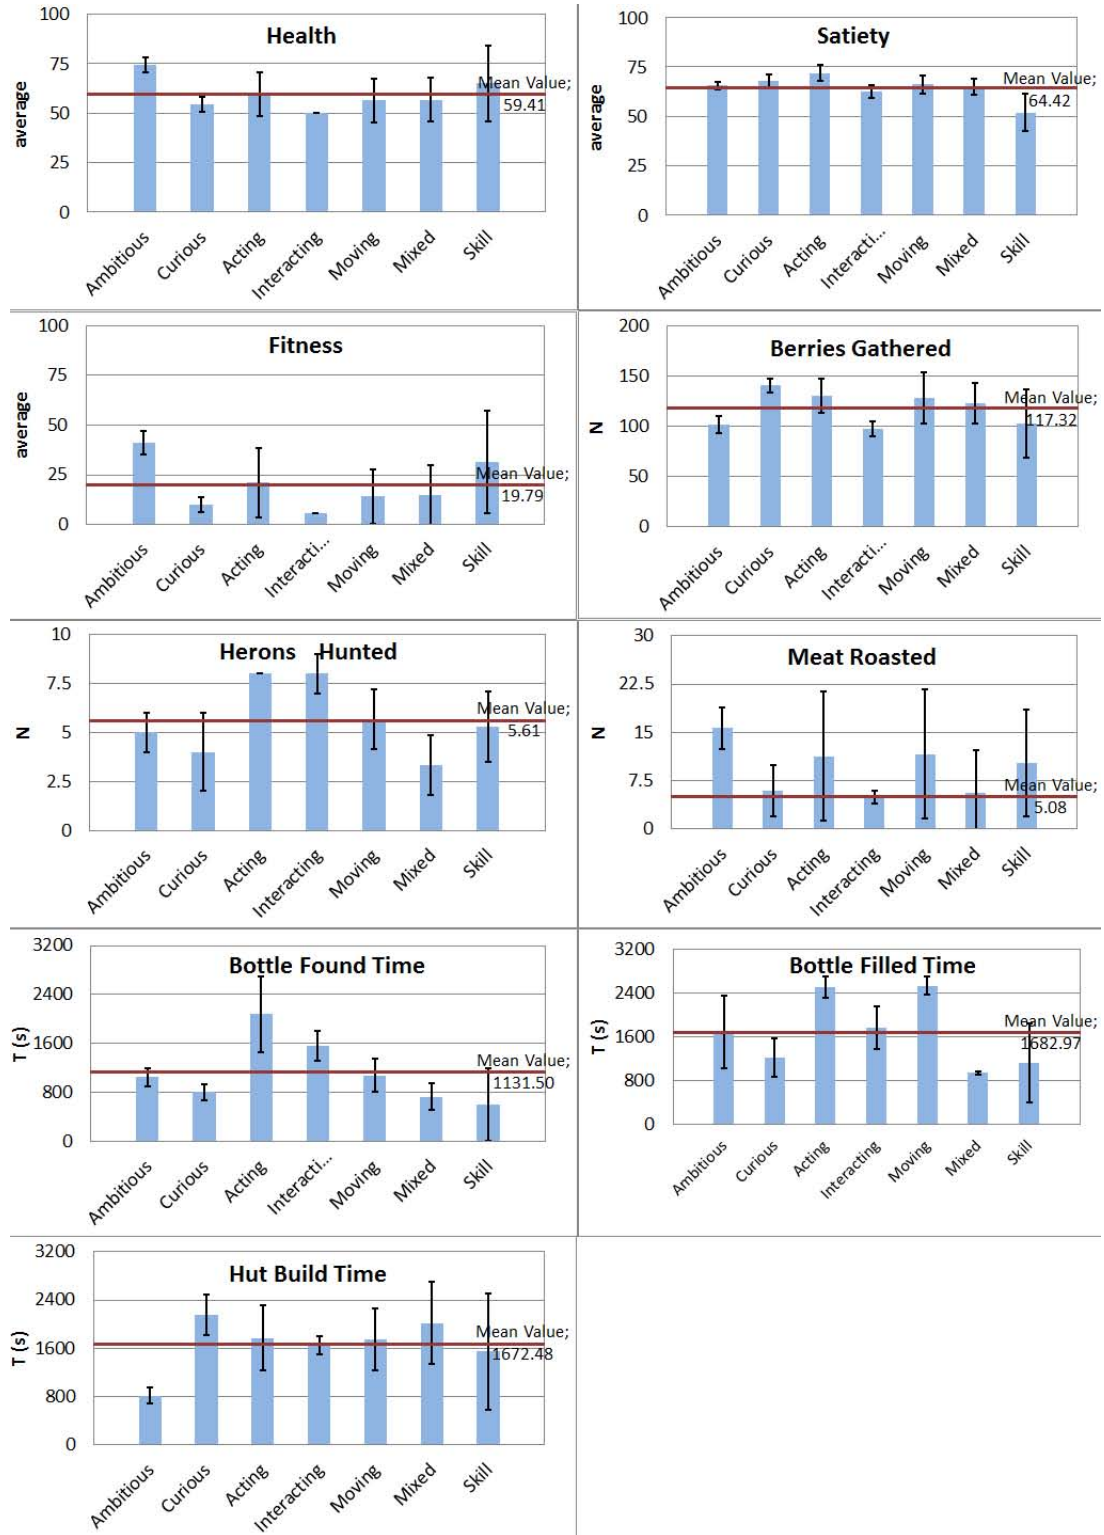 Health
average
100
75
50
25
0
Mean Value;
59.41
Ambitious
Curious
Acting
Interacting
Moving
Mixed
Skill
Satiety
average
100
75
50
25
0
Mean Value;
64.42
Ambitious
Curious
Acting
Interacti...
Moving
Mixed
Skill
Fitness
average
100
75
50
25
0
Mean Value;
19.79
Ambitious
Curious
Acting
Interacti...
Moving
Mixed
Skill
Berries Gathered
N
200
150
100
50
0
Mean Value;
117.32
Ambitious
Curious
Acting
Interacti...
Moving
Mixed
Skill
Herons Hunted
N
10
7.5
5
2.5
0
Mean Value;
5.61
Ambitious
Curious
Acting
Interacting
Moving
Mixed
Skill
Meat Roasted
N
30
22.5
15
7.5
0
Mean Value;
5.08
Ambitious
Curious
Acting
Interacting
Moving
Mixed
Skill
Bottle Found Time
T (s)
3200
2400
1600
800
0
Mean Value;
1131.50
Ambitious
Curious
Acting
Interacti...
Moving
Mixed
Skill
Bottle Filled Time
T (s)
3200
2400
1600
800
0
Mean Value;
1682.97
Ambitious
Curious
Acting
Interacting
Moving
Mixed
Skill
Hut Build Time
T (s)
3200
2400
1600
800
0
Mean Value;
1672.48
Ambitious
Curious
Acting
Interacting
Moving
Mixed
Skill